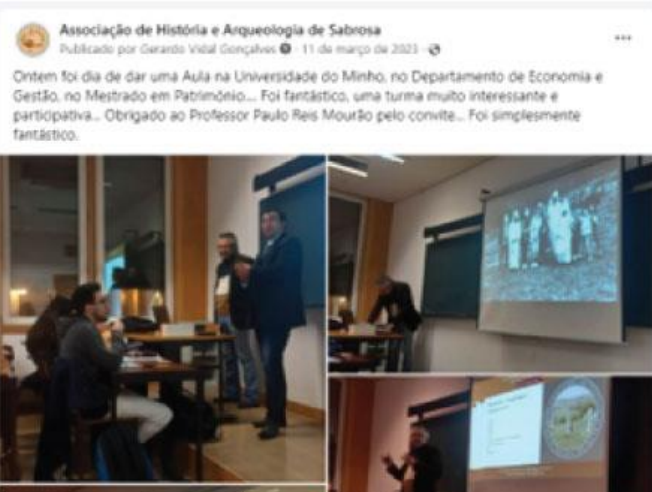 Associação de História e Arqueologia de Sabrosa
Publicado por Gerardo Vidal Gonçalves · 11 de março de 2023 ·
Ontem foi dia de dar uma Aula na Universidade do Minho, no Departamento de Economia e
Gestão, no Mestrado em Património... Foi fantástico, uma turma muito interessante e
participativa... Obrigado ao Professor Paulo Reis Mourão pelo convite... Foi simplesmente
fantástico.